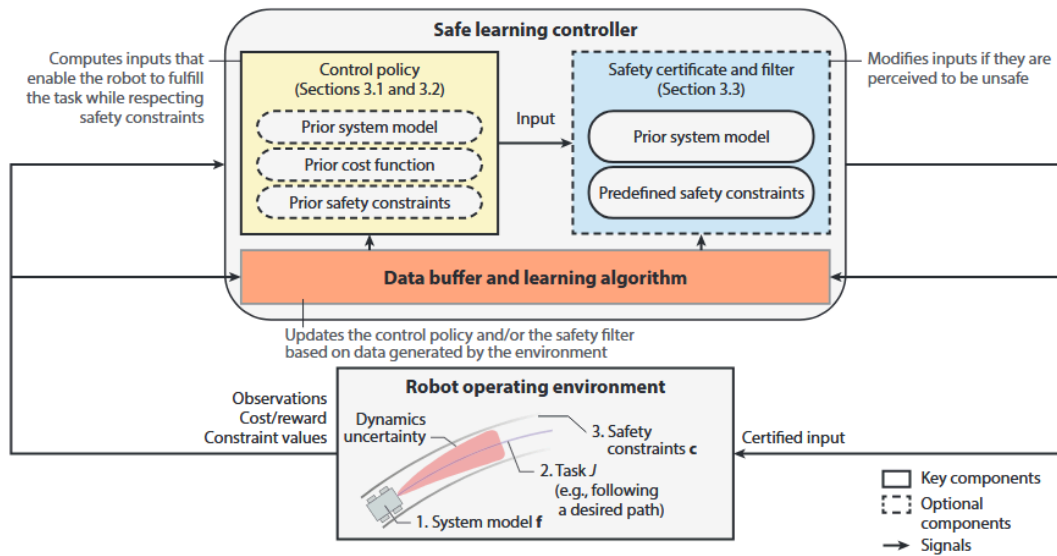 Safe learning controller
Computes inputs that
enable the robot to fulfill
the task while respecting
safety constraints
Control policy
(Sections 3.1 and 3.2)
Prior system model
Prior cost function
Prior safety constraints
Input
Safety certificate and filter
(Section 3.3)
Prior system model
Predefined safety constraints
Modifies inputs if they are
perceived to be unsafe
Data buffer and learning algorithm
Updates the control policy and/or the safety filter
based on data generated by the environment
Robot operating environment
Observations
Cost/reward
Constraint values
Dynamics
uncertainty
3. Safety
constraints c
2. Task J
(e.g., following
a desired path)
1. System model f
Certified input
Key components
Optional
components
Signals